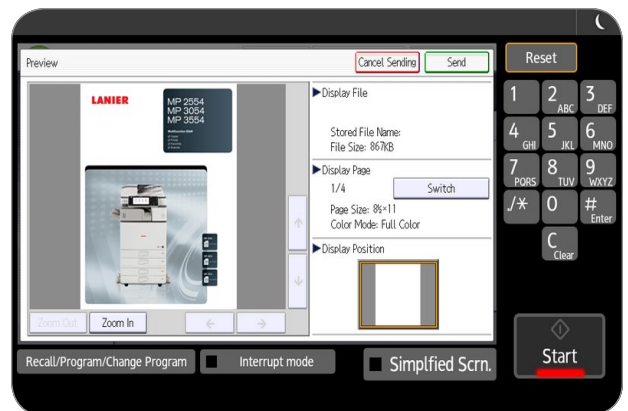 Preview
Cancel Sending
Send
LANIER
MP 2554
MP 3054
MP 3554
Display File
Stored File Name:
File Size: 867KB
Display Page
1/4
Switch
Page Size: 8½×11
Color Mode: Full Color
Display Position
Zoom Out
Zoom In
Recall/Program/Change Program
Interrupt mode
Simplfied Scrn.
Reset
1
2 ABC
3 DEF
4 GHI
5 JKL
6 MNO
7 PQRS
8 TUV
9 WXYZ
./*
0
# Enter
C Clear
Start